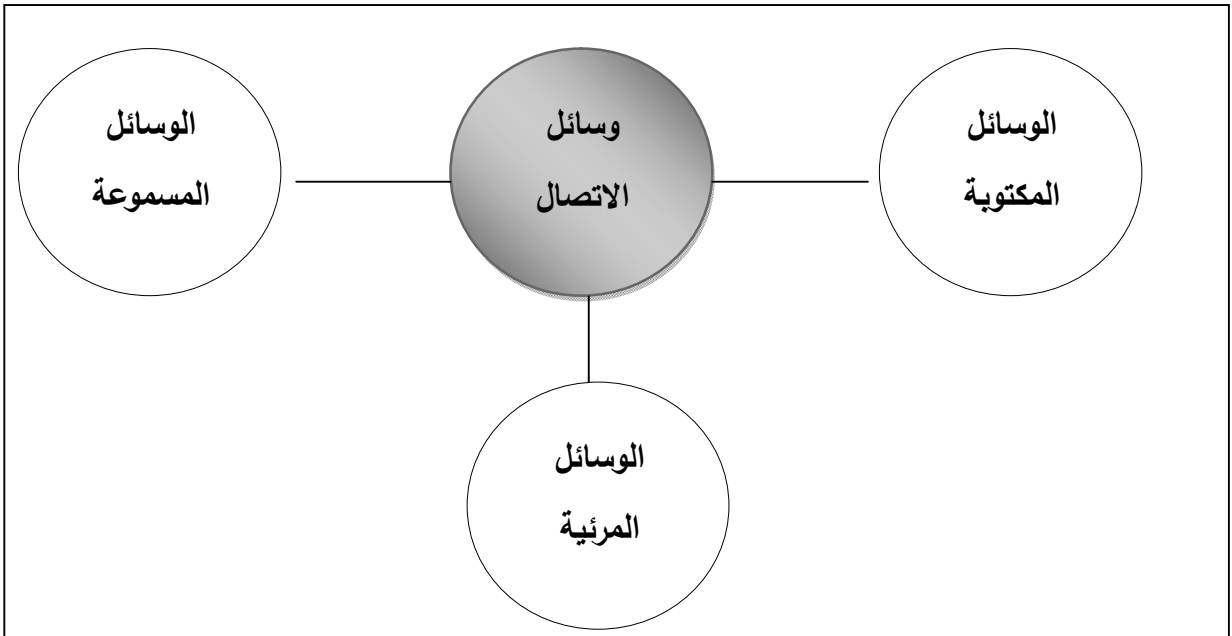 الوسائل
المكتوبة
وسائل
الاتصال
الوسائل
المسموعة
الوسائل
المرئية